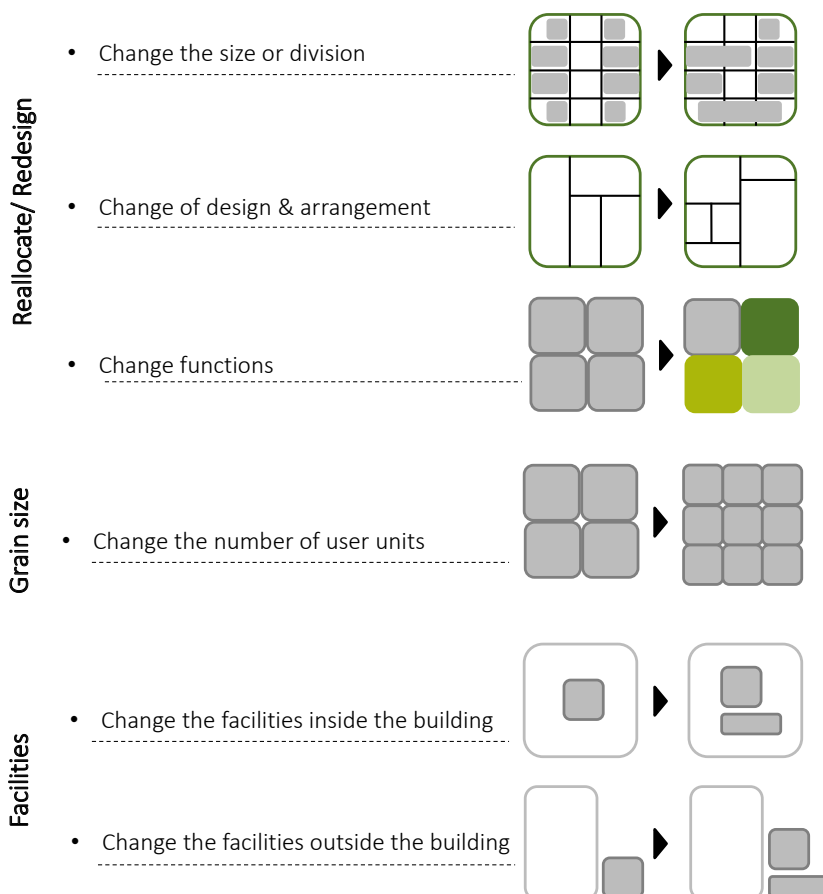 Reallocate/ Redesign
• Change the size or division
• Change of design & arrangement
• Change functions
Grain size
• Change the number of user units
Facilities
• Change the facilities inside the building
• Change the facilities outside the building